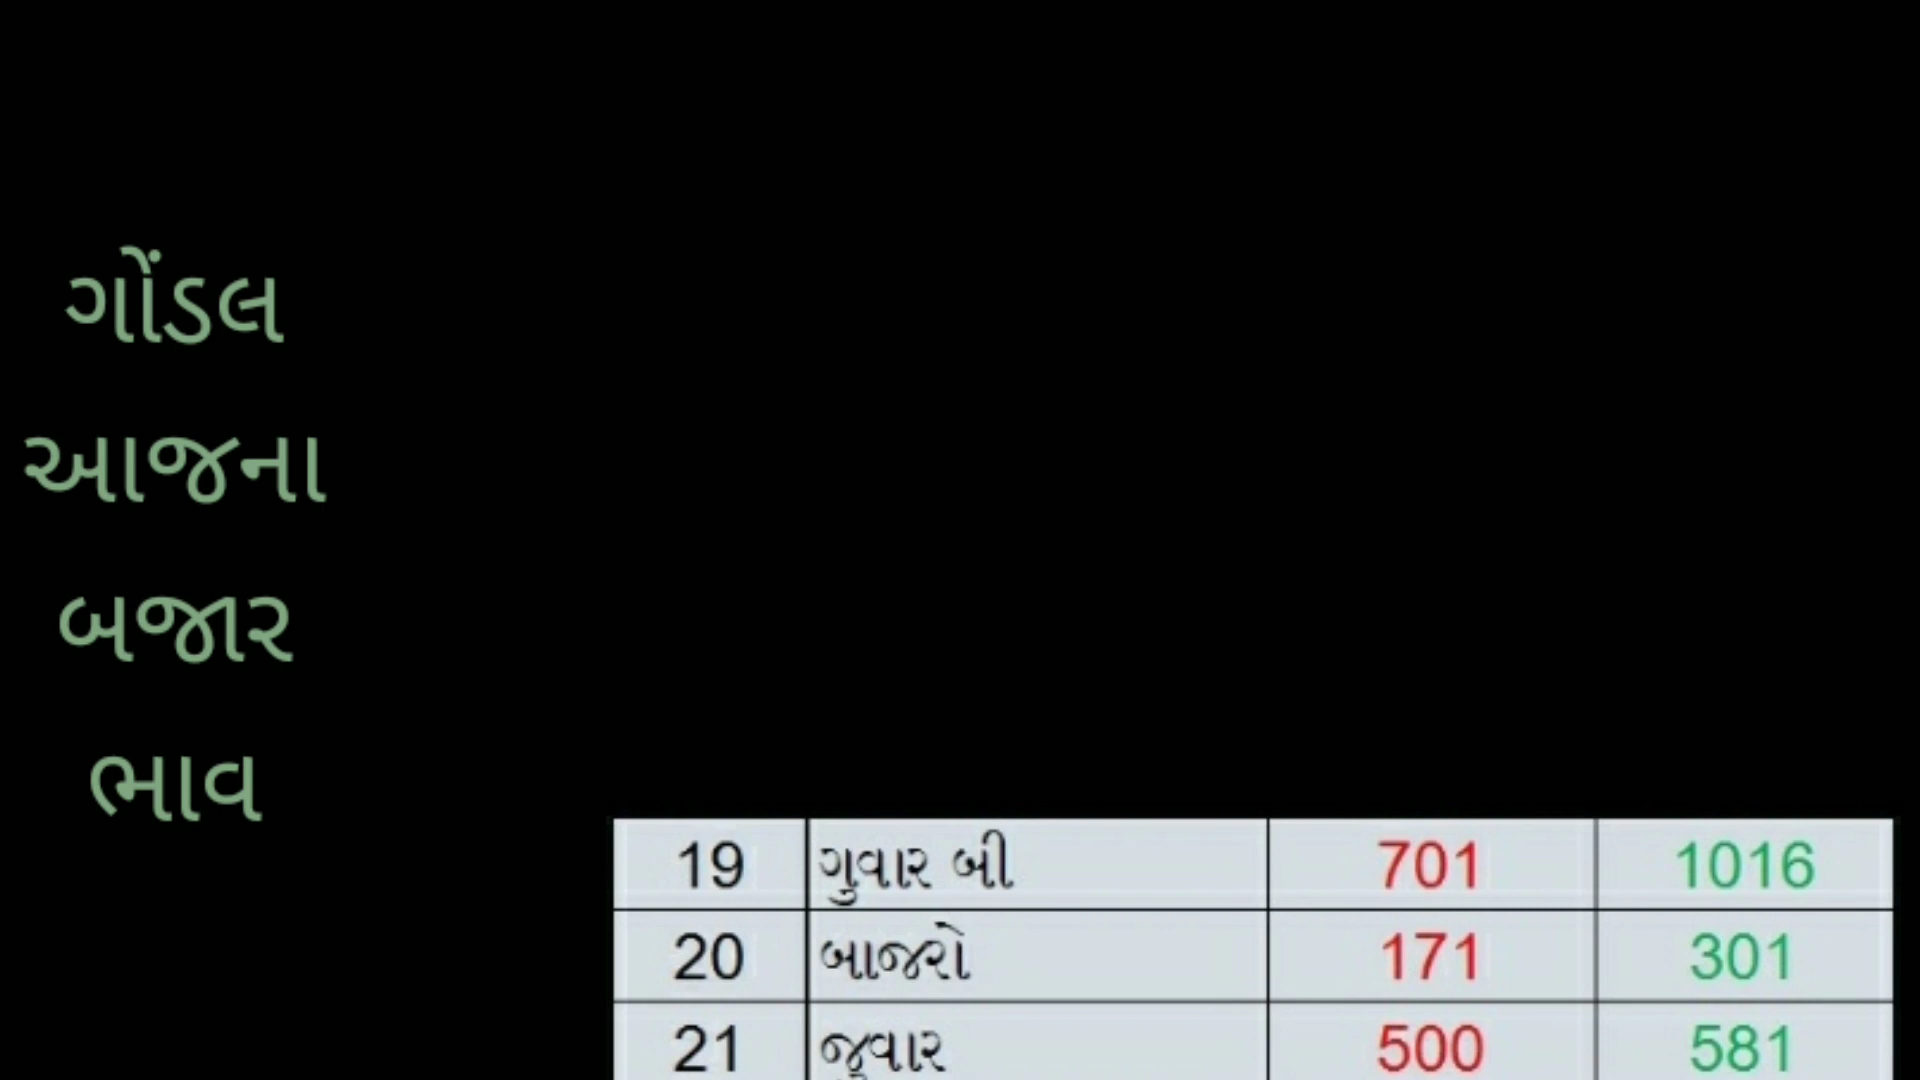 ગોંડલ
આજના
બજાર
ભાવ
19 ગુવાર બી 701 1016
20 બાજરો 171 301
21 જુવાર 500 581